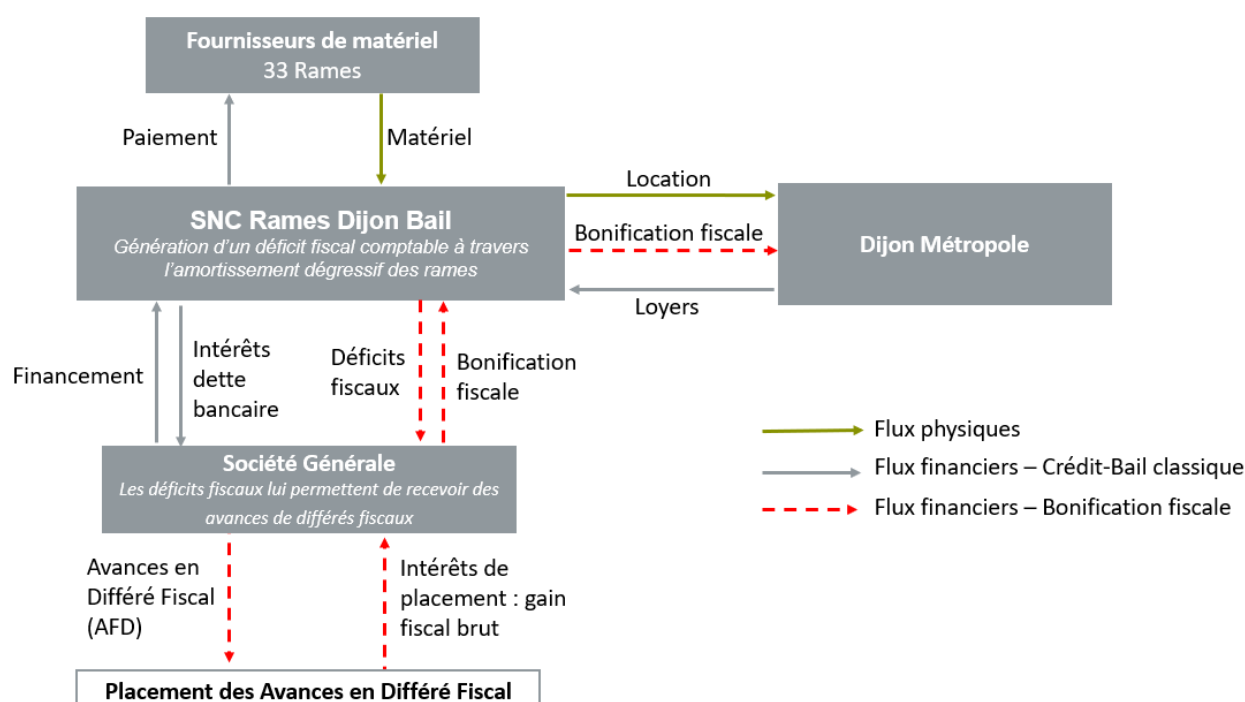 Fournisseurs de matériel
33 Rames
Paiement
Matériel
SNC Rames Dijon Bail
Génération d'un déficit fiscal comptable à travers
l'amortissement dégressif des rames
Location
Bonification fiscale
Loyers
Dijon Métropole
Financement
Intérêts
dette
bancaire
Déficits
fiscaux
Bonification
fiscale
Société Générale
Les déficits fiscaux lui permettent de recevoir des
avances de différés fiscaux
Flux physiques
Flux financiers – Crédit-Bail classique
Flux financiers – Bonification fiscale
Avances en
Différé Fiscal
(AFD)
Intérêts de
placement : gain
fiscal brut
Placement des Avances en Différé Fiscal